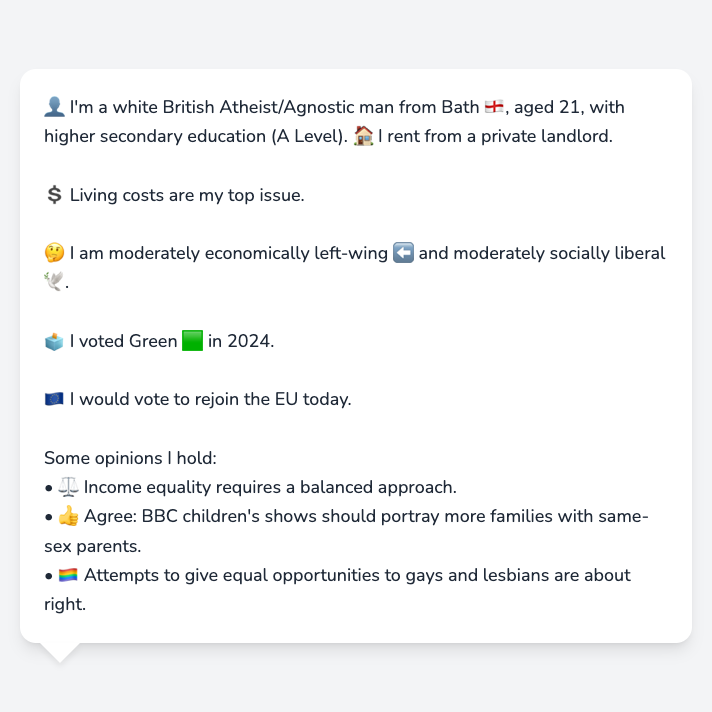 👤 I'm a white British Atheist/Agnostic man from Bath 🏴󠁧󠁢󠁥󠁮󠁧󠁿, aged 21, with
higher secondary education (A Level). 🏠 I rent from a private landlord.
💲 Living costs are my top issue.
🤔 I am moderately economically left-wing ⬅️ and moderately socially liberal
🕊️.
🗳️ I voted Green 🟩 in 2024.
🇪🇺 I would vote to rejoin the EU today.
Some opinions I hold:
• ⚖️ Income equality requires a balanced approach.
• 👍 Agree: BBC children's shows should portray more families with same-
sex parents.
• 🏳️‍🌈 Attempts to give equal opportunities to gays and lesbians are about
right.